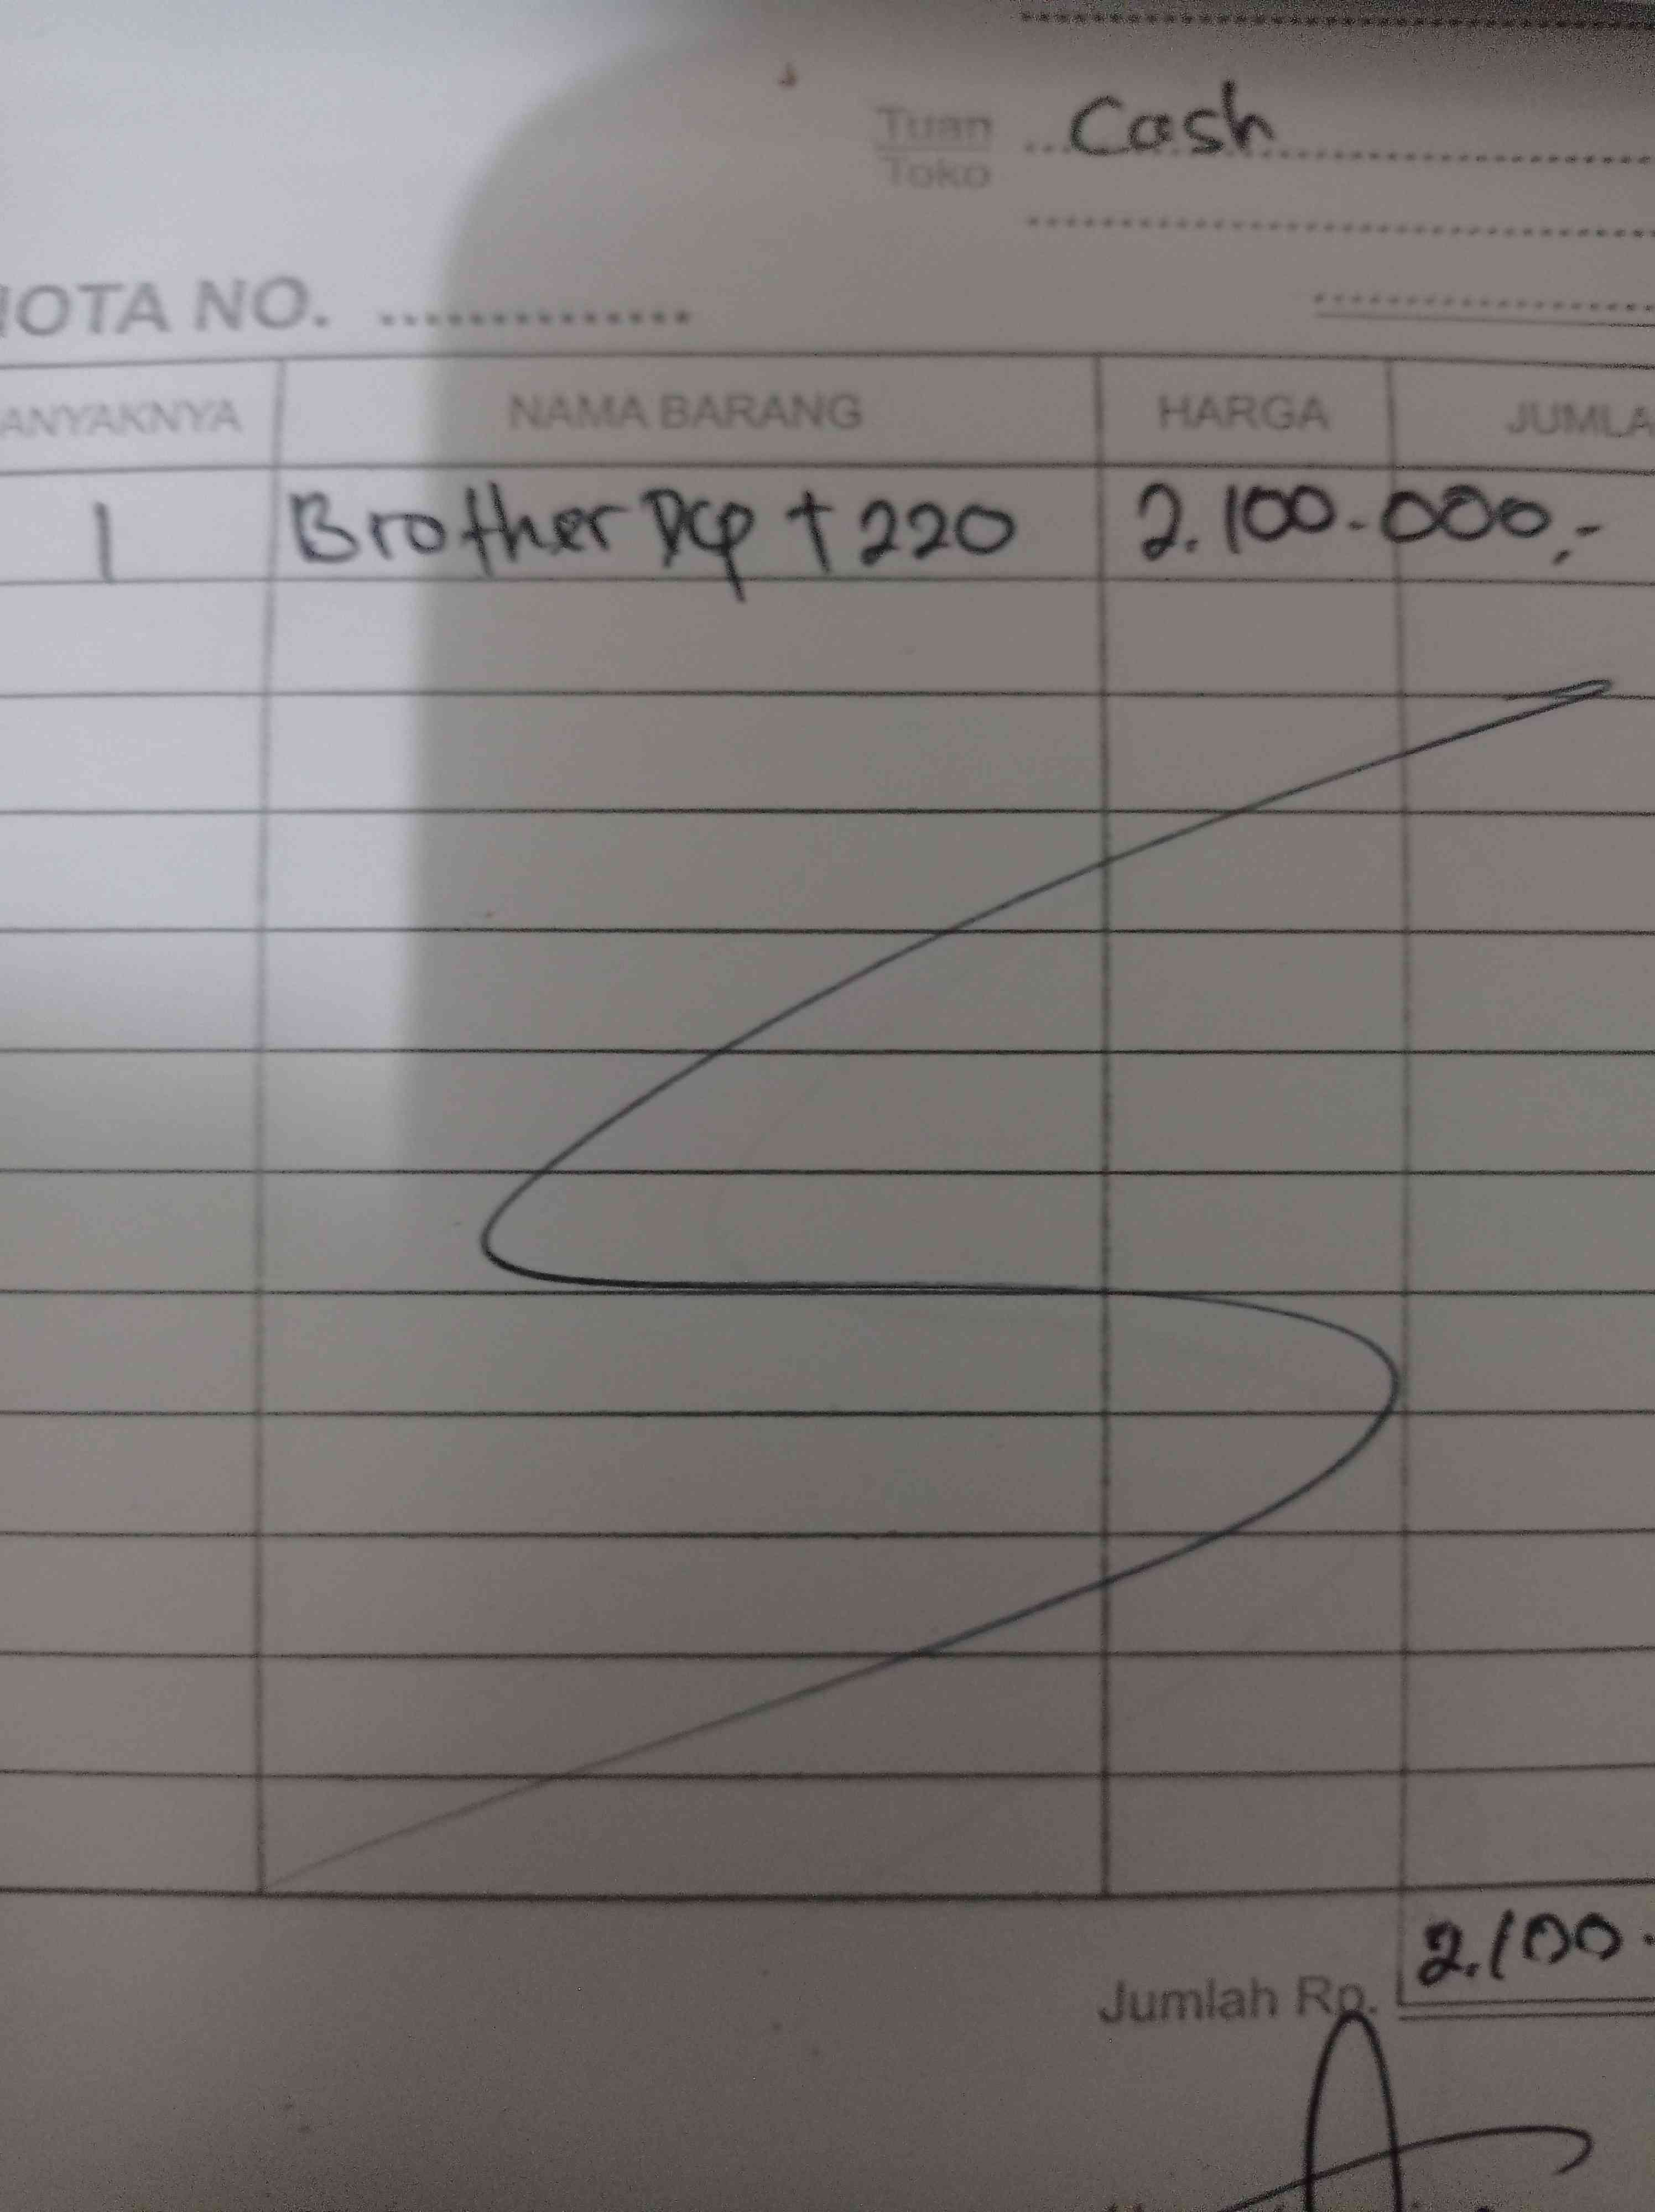 Tuan Cash
Toko
NOTA NO.
ANYAKNYA NAMA BARANG HARGA JUMLA
1 Brother Dcp T220 2.100.000,-
Jumlah Rp. 2.100.